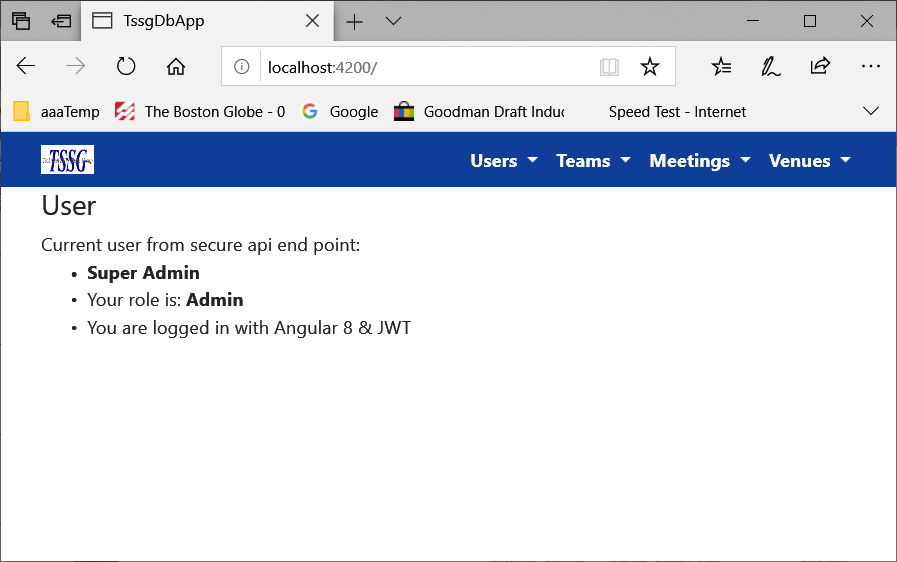 TssgDbApp
localhost:4200/
aaaTemp The Boston Globe - 0 Google Goodman Draft Induc Speed Test - Internet
TSSG Users Teams Meetings Venues
User
Current user from secure api end point:
• Super Admin
• Your role is: Admin
• You are logged in with Angular 8 & JWT